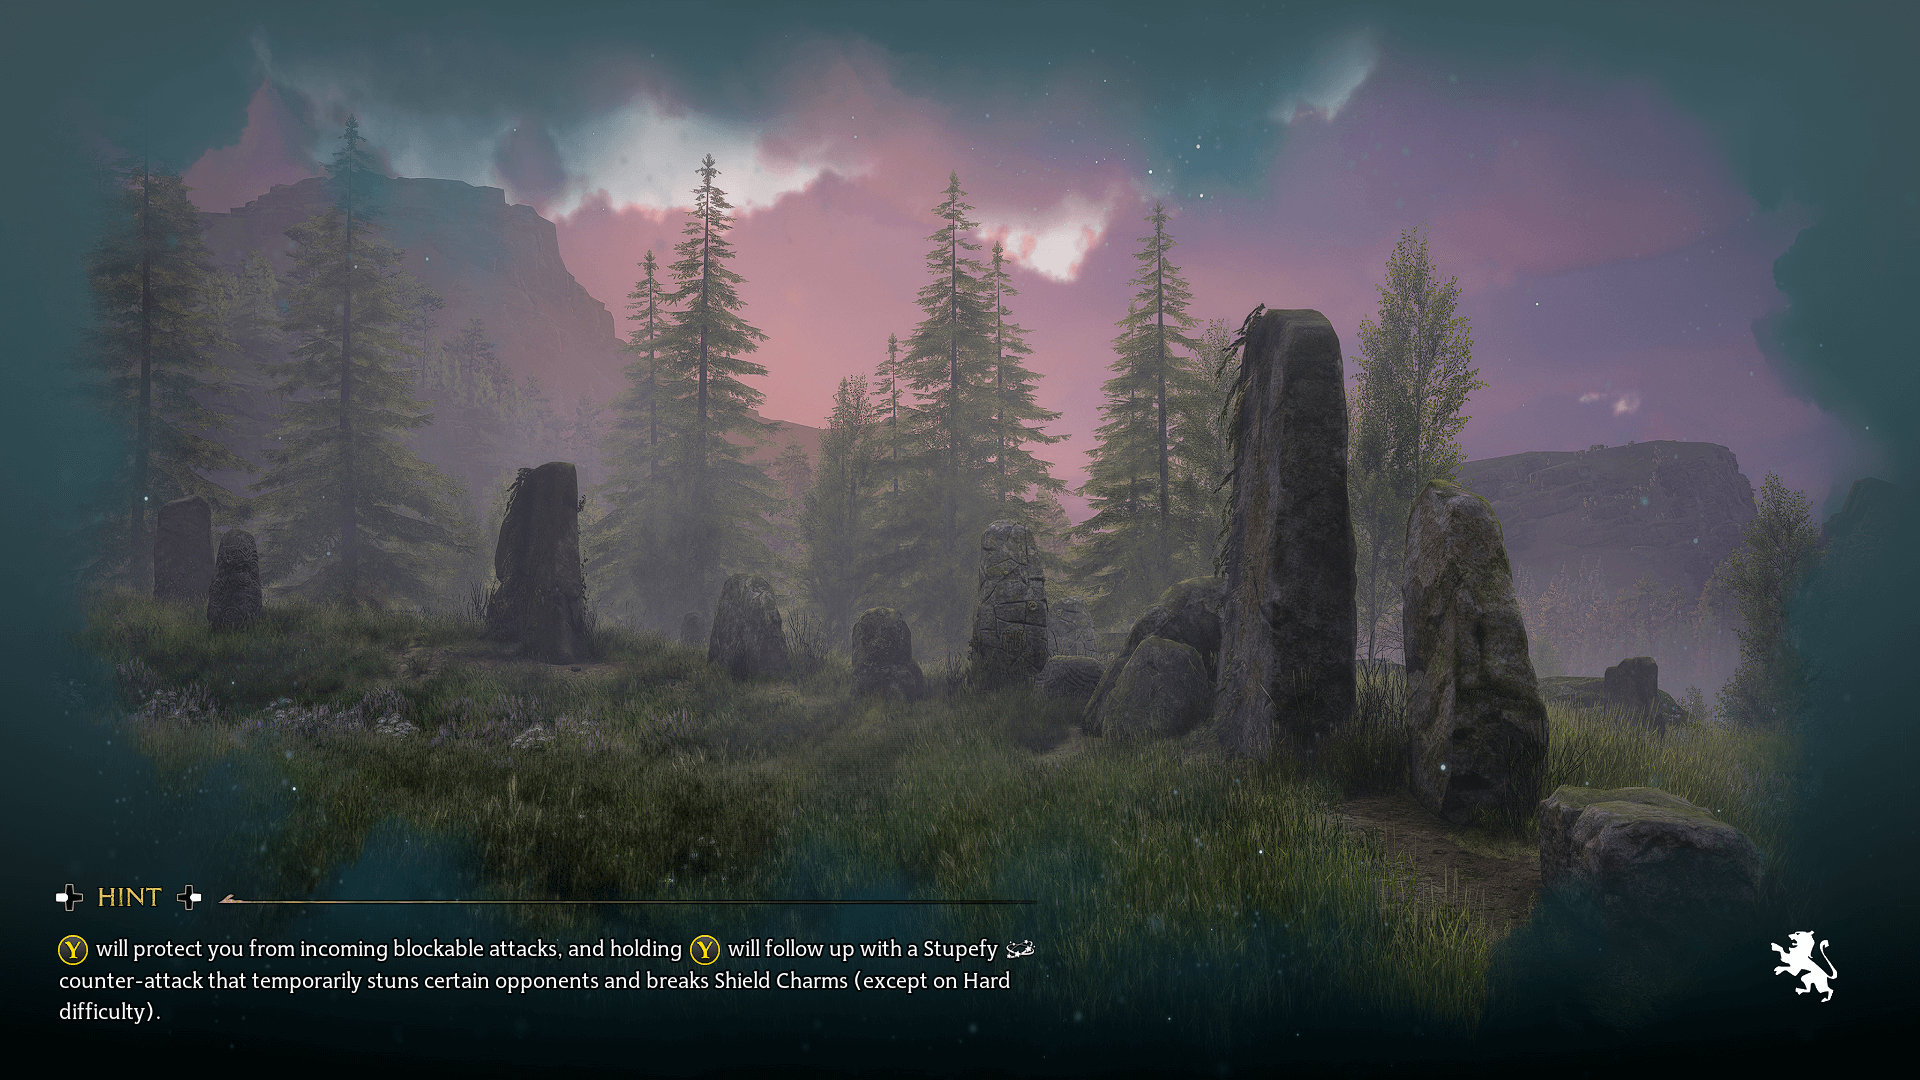 HINT
Y will protect you from incoming blockable attacks, and holding Y will follow up with a Stupefy
counter-attack that temporarily stuns certain opponents and breaks Shield Charms (except on Hard
difficulty).